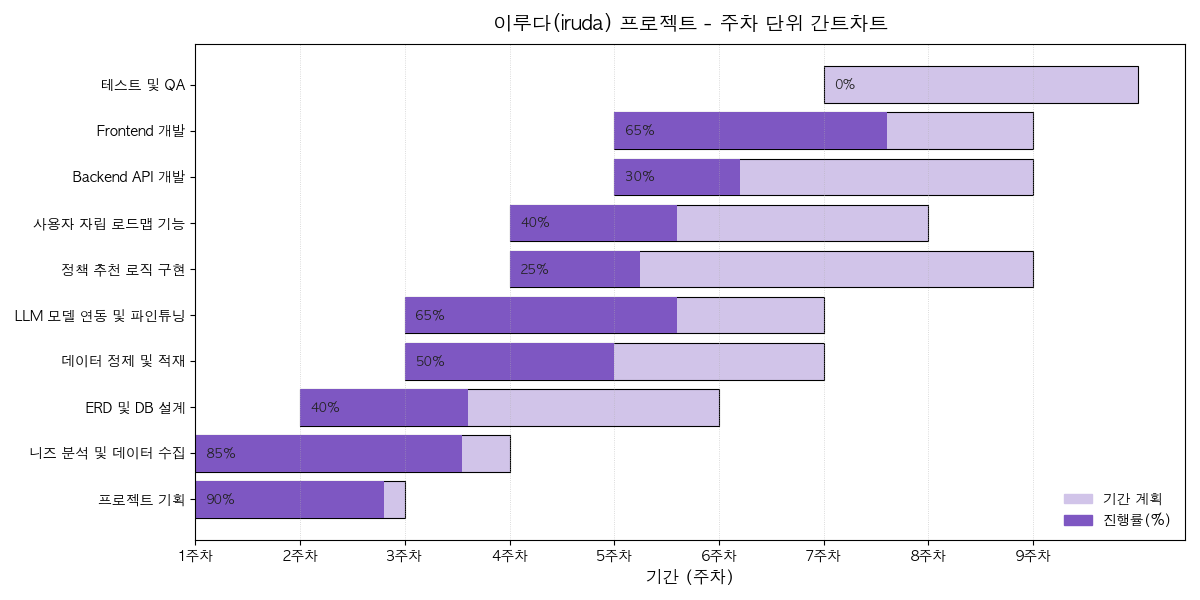 이루다(iruda) 프로젝트 - 주차 단위 간트차트
테스트 및 QA
0%
Frontend 개발
65%
Backend API 개발
30%
사용자 자립 로드맵 기능
40%
정책 추천 로직 구현
25%
LLM 모델 연동 및 파인튜닝
65%
데이터 정제 및 적재
50%
ERD 및 DB 설계
40%
니즈 분석 및 데이터 수집
85%
프로젝트 기획
90%
기간 계획
진행률(%)
1주차 2주차 3주차 4주차 5주차 6주차 7주차 8주차 9주차
기간 (주차)